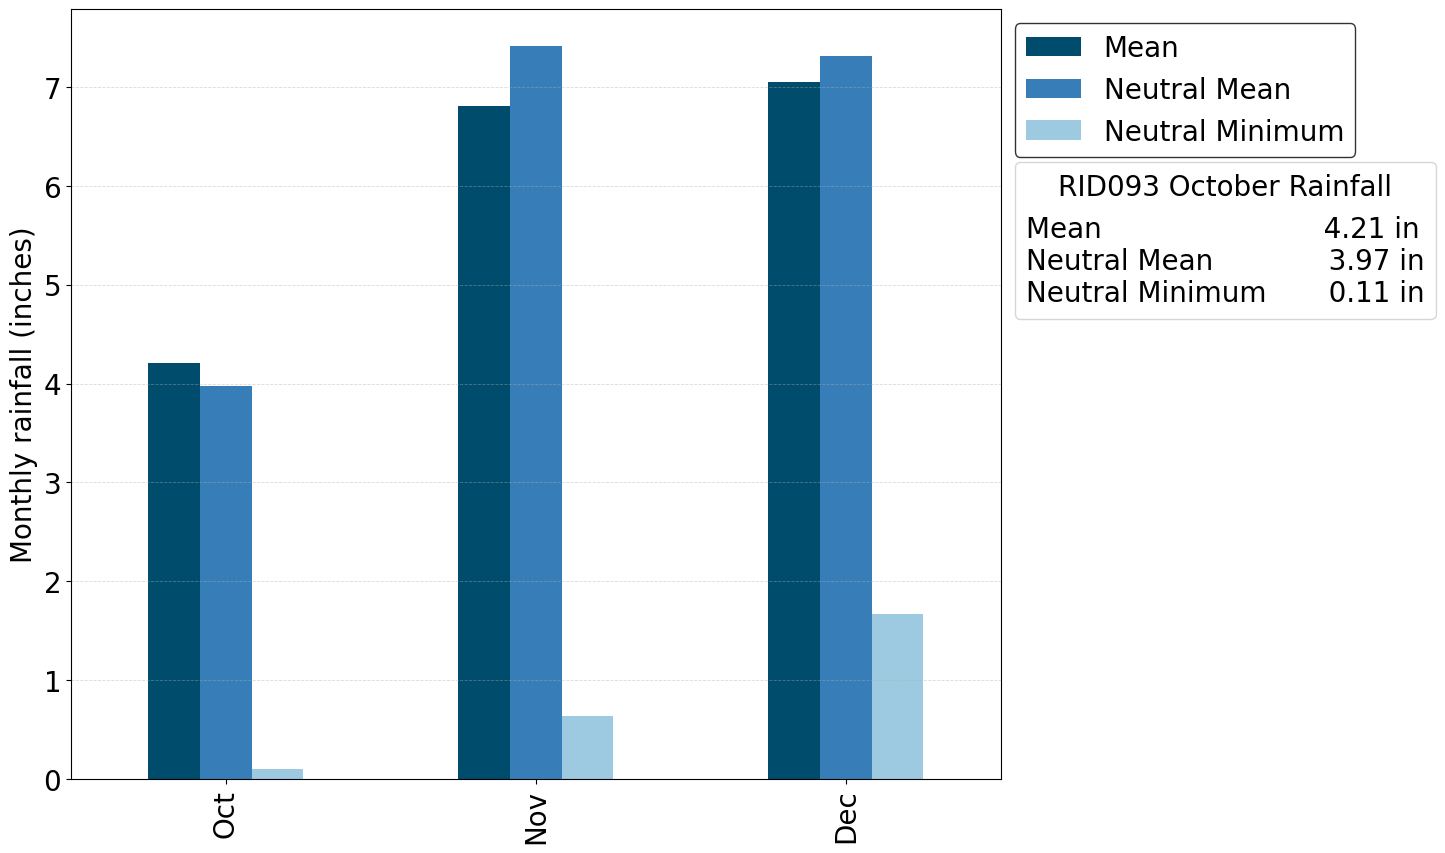 Monthly rainfall (inches)
7
6
5
4
3
2
1
0
Oct
Nov
Dec
Mean
Neutral Mean
Neutral Minimum
RID093 October Rainfall
Mean 4.21 in
Neutral Mean 3.97 in
Neutral Minimum 0.11 in